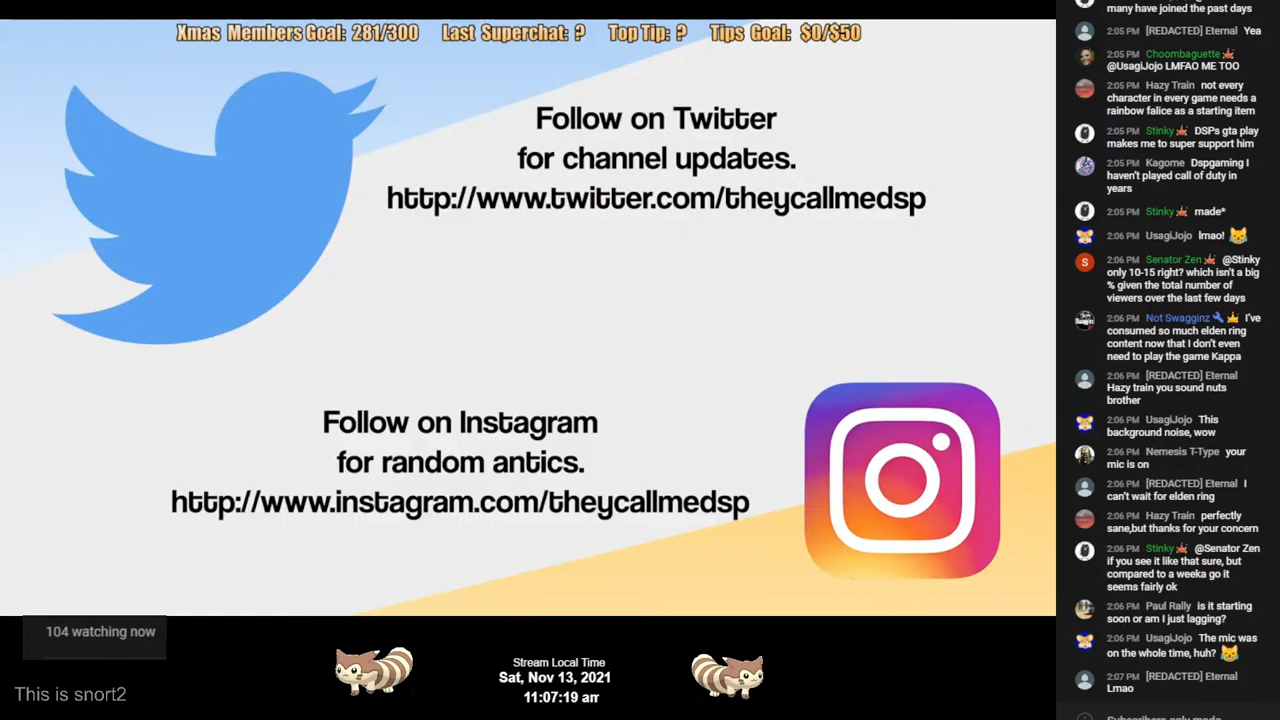 Xmas Members Goal: 281/300 Last Superchat: ? Top Tip: ? Tips Goal: $0/$50
Follow on Twitter
for channel updates.
http://www.twitter.com/theycallmedsp
Follow on Instagram
for random antics.
http://www.instagram.com/theycallmedsp
104 watching now
This is snort2
Stream Local Time
Sat, Nov 13, 2021
11:07:19 am
many have joined the past days
2:05 PM [REDACTED] Eternal Yea
2:05 PM Choombaguette
@UsagiJojo LMFAO ME TOO
2:05 PM Hazy Train not every
character in every game needs a
rainbow falice as a starting item
2:05 PM Stinky DSPs gta play
makes me to super support him
2:05 PM Kagome Dspgaming I
haven't played call of duty in
years
2:05 PM Stinky made*
2:06 PM UsagiJojo lmao!
S
2:06 PM Senator Zen @Stinky
only 10-15 right? which isn't a big
% given the total number of
viewers over the last few days
2:06 PM Not Swagginz I've
consumed so much elden ring
content now that I don't even
need to play the game Kappa
2:06 PM [REDACTED] Eternal
Hazy train you sound nuts
brother
2:06 PM UsagiJojo This
background noise, wow
2:06 PM Nemesis T-Type your
mic is on
2:06 PM [REDACTED] Eternal I
can't wait for elden ring
2:06 PM Hazy Train perfectly
sane,but thanks for your concern
2:06 PM Stinky @Senator Zen
if you see it like that sure, but
compared to a weeka go it
seems fairly ok
2:06 PM Paul Rally is it starting
soon or am I just lagging?
2:06 PM UsagiJojo The mic was
on the whole time, huh?
2:07 PM [REDACTED] Eternal
Lmao
Subscribers-only mode